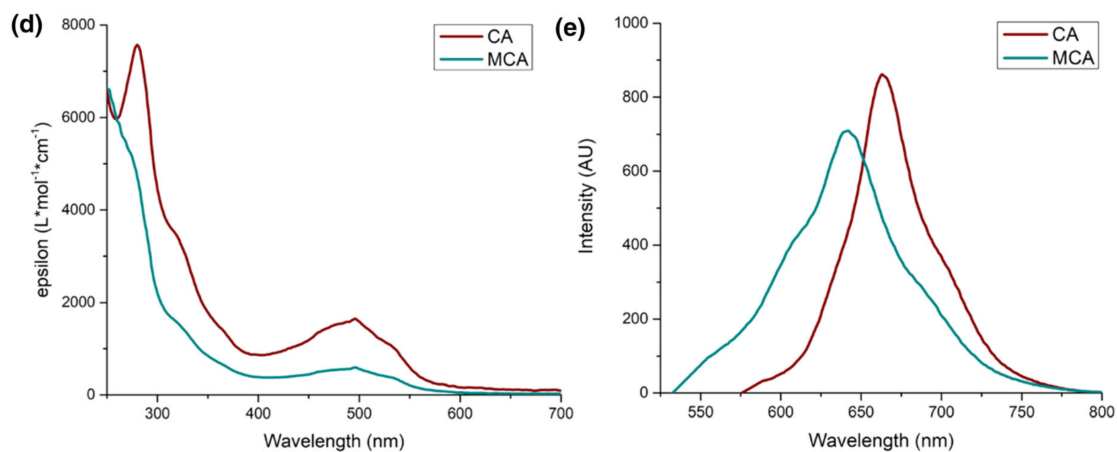 (d)
8000
6000
4000
2000
0
epsilon (L*mol⁻¹*cm⁻¹)
CA
MCA
300
400
500
600
700
Wavelength (nm)
(e)
1000
800
600
400
200
0
Intensity (AU)
CA
MCA
550
600
650
700
750
800
Wavelength (nm)